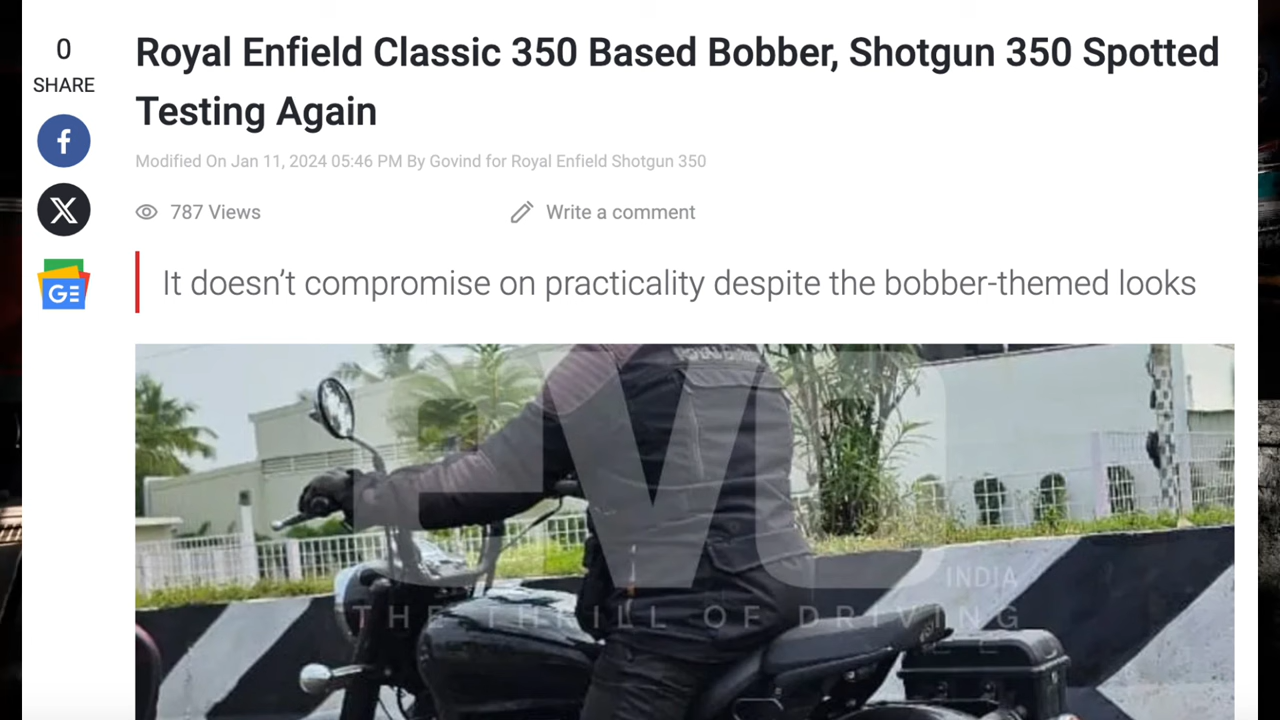 0
SHARE
Royal Enfield Classic 350 Based Bobber, Shotgun 350 Spotted
Testing Again
Modified On Jan 11, 2024 05:46 PM By Govind for Royal Enfield Shotgun 350
787 Views
Write a comment
It doesn’t compromise on practicality despite the bobber-themed looks
GE
evo
INDIA
THE THRILL OF DRIVING